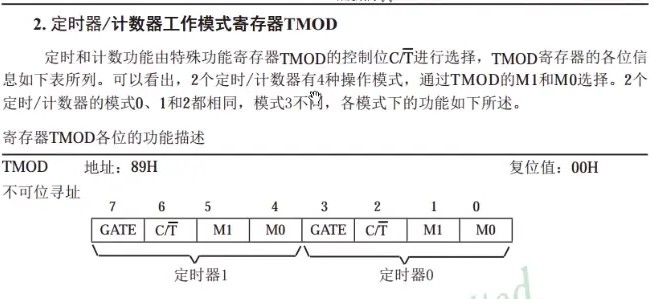 2. 定时器/计数器工作模式寄存器TMOD
定时和计数功能由特殊功能寄存器TMOD的控制位C/T̅进行选择，TMOD寄存器的各位信
息如下表所列。可以看出，2个定时/计数器有4种操作模式，通过TMOD的M1和M0选择。2个
定时/计数器的模式0、1和2都相同，模式3不，各模式下的功能如下所述。
寄存器TMOD各位的功能描述
TMOD 地址：89H 复位值：00H
不可位寻址
7 6 5 4 3 2 1 0
GATE C/T̅ M1 M0 GATE C/T̅ M1 M0
定时器1 定时器0